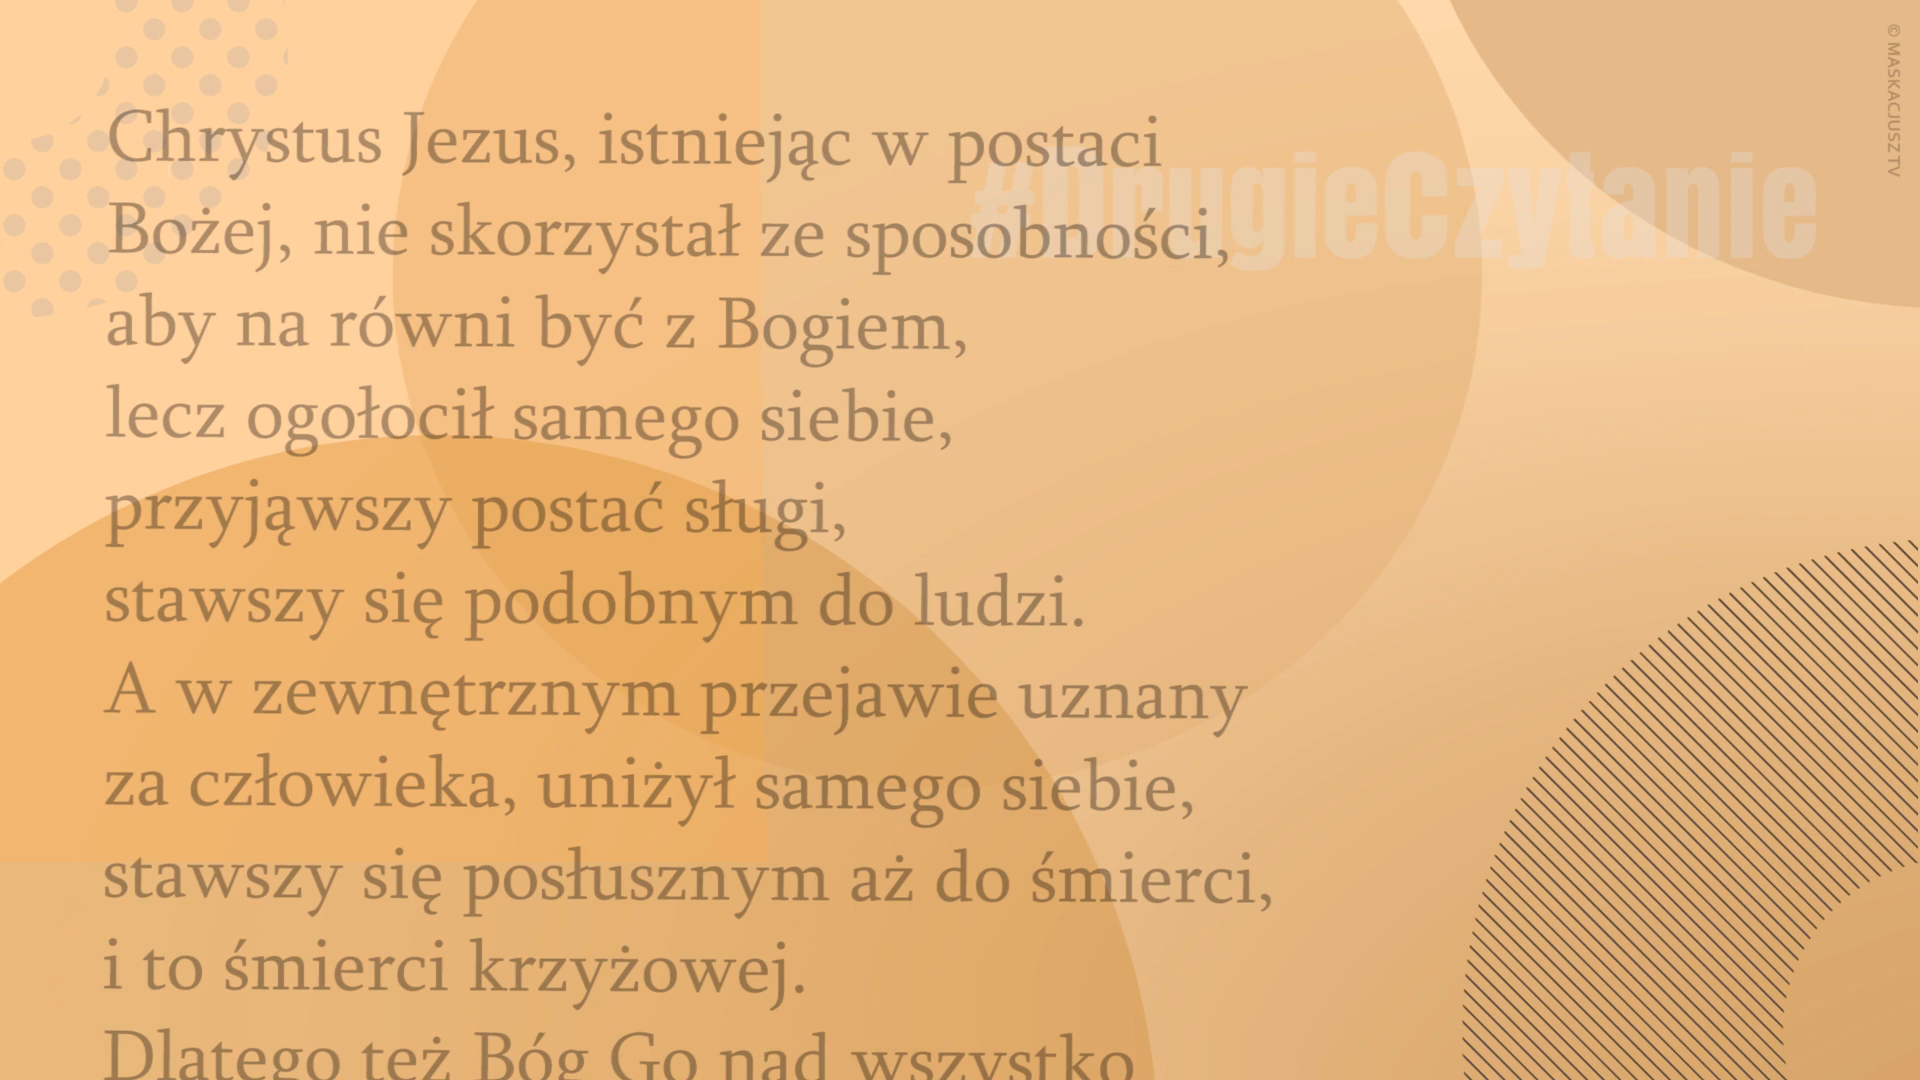 Chrystus Jezus, istniejąc w postaci
Bożej, nie skorzystał ze sposobności,
aby na równi być z Bogiem,
lecz ogołocił samego siebie,
przyjąwszy postać sługi,
stawszy się podobnym do ludzi.
A w zewnętrznym przejawie uznany
za człowieka, uniżył samego siebie,
stawszy się posłusznym aż do śmierci,
i to śmierci krzyżowej.
Dlatego też Bóg Go nad wszystko
#DrugieCzytanie
© MASKACJUSZ TV